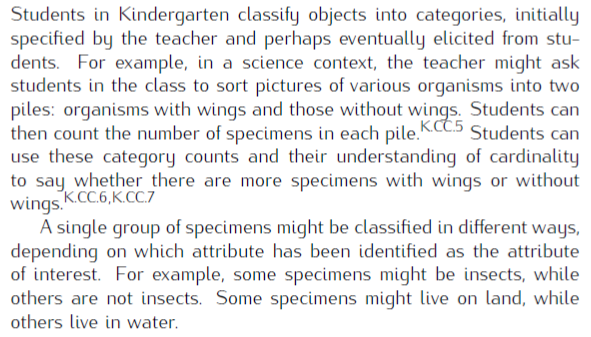 Students in Kindergarten classify objects into categories, initially
specified by the teacher and perhaps eventually elicited from stu-
dents. For example, in a science context, the teacher might ask
students in the class to sort pictures of various organisms into two
piles: organisms with wings and those without wings. Students can
then count the number of specimens in each pile.K.CC.5 Students can
use these category counts and their understanding of cardinality
to say whether there are more specimens with wings or without
wings.K.CC.6,K.CC.7
A single group of specimens might be classified in different ways,
depending on which attribute has been identified as the attribute
of interest. For example, some specimens might be insects, while
others are not insects. Some specimens might live on land, while
others live in water.